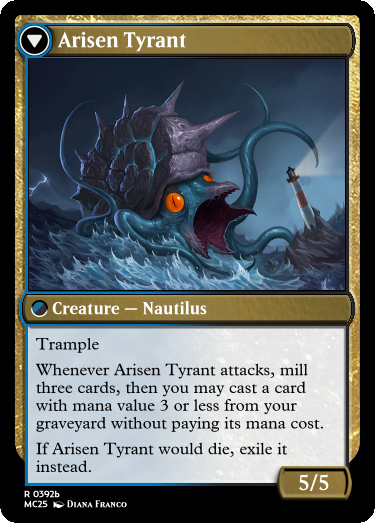 Arisen Tyrant
Creature — Nautilus
Trample
Whenever Arisen Tyrant attacks, mill
three cards, then you may cast a card
with mana value 3 or less from your
graveyard without paying its mana cost.
If Arisen Tyrant would die, exile it
instead.
5/5
R 0392b
MC25 Diana Franco